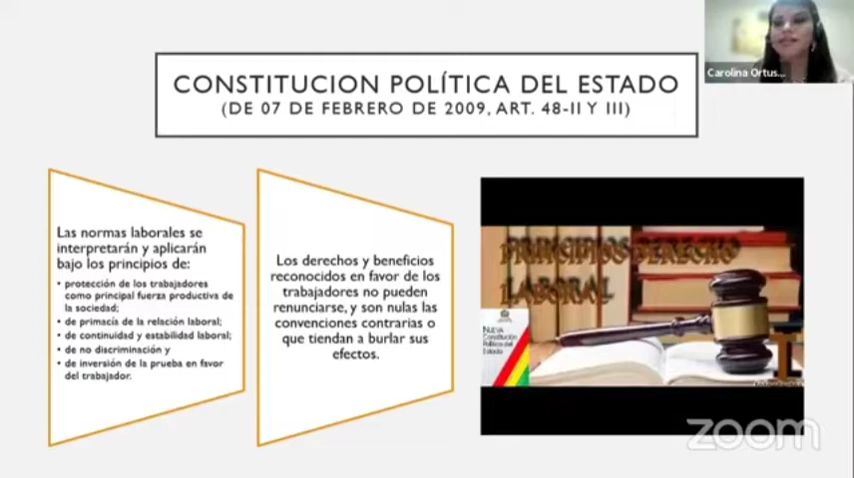 Carolina Ortus...
CONSTITUCION POLÍTICA DEL ESTADO
(DE 07 DE FEBRERO DE 2009, ART. 48-II Y III)
Las normas laborales se
interpretarán y aplicarán
bajo los principios de:
• protección de los trabajadores
como principal fuerza productiva de
la sociedad;
• de primacía de la relación laboral;
• de continuidad y estabilidad laboral;
• de no discriminación y
• de inversión de la prueba en favor
del trabajador.
Los derechos y beneficios
reconocidos en favor de los
trabajadores no pueden
renunciarse, y son nulas las
convenciones contrarias o
que tiendan a burlar sus
efectos.
PRINCIPIOS DERECHO
LABORAL
NUEVA
Constitución
Política del
Estado
zoom